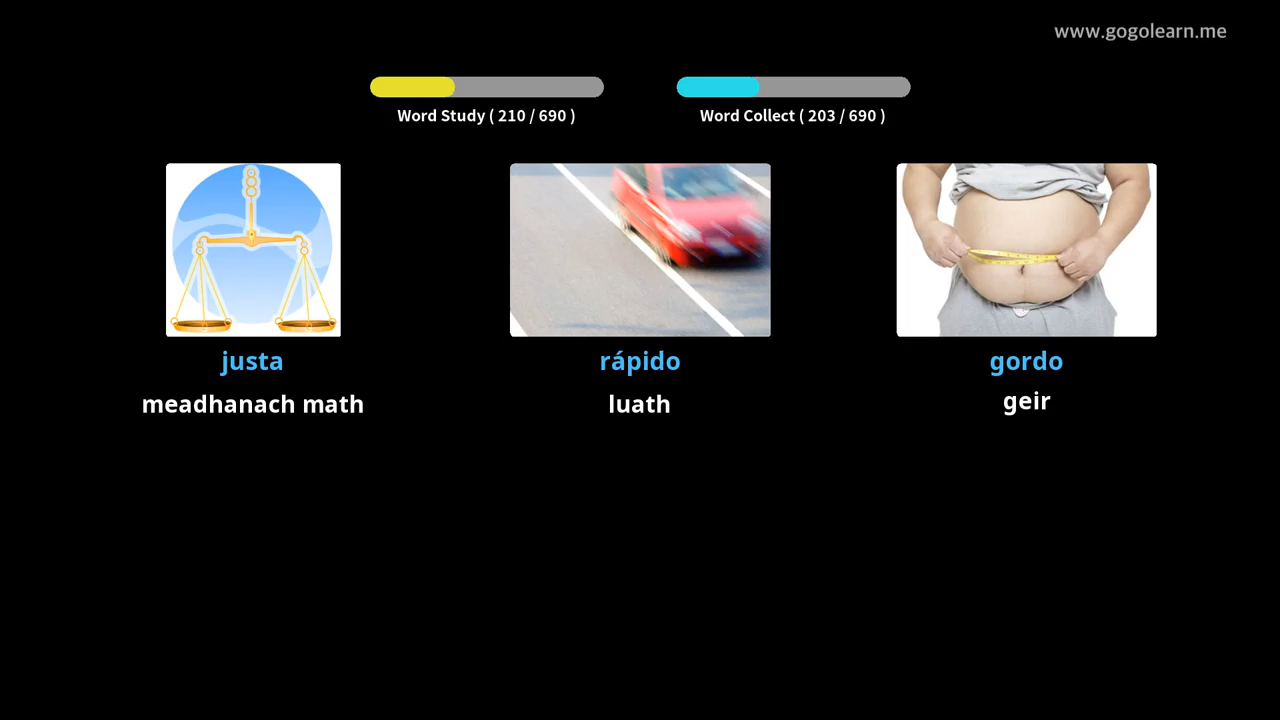 www.gogolearn.me
Word Study ( 210 / 690 )
Word Collect ( 203 / 690 )
justa
rápido
gordo
meadhanach math
luath
geir